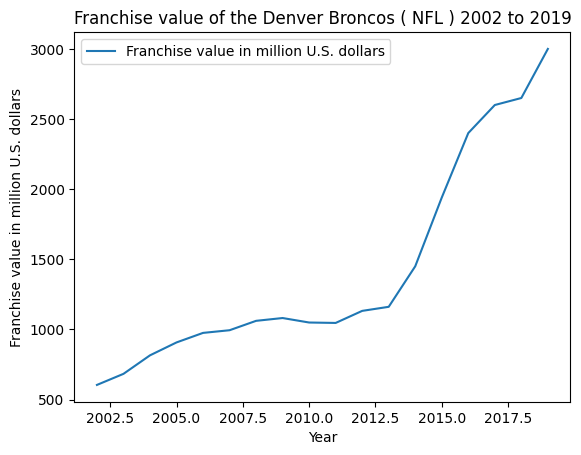 Franchise value of the Denver Broncos ( NFL ) 2002 to 2019
Franchise value in million U.S. dollars
Franchise value in million U.S. dollars
3000
2500
2000
1500
1000
500
2002.5 2005.0 2007.5 2010.0 2012.5 2015.0 2017.5
Year